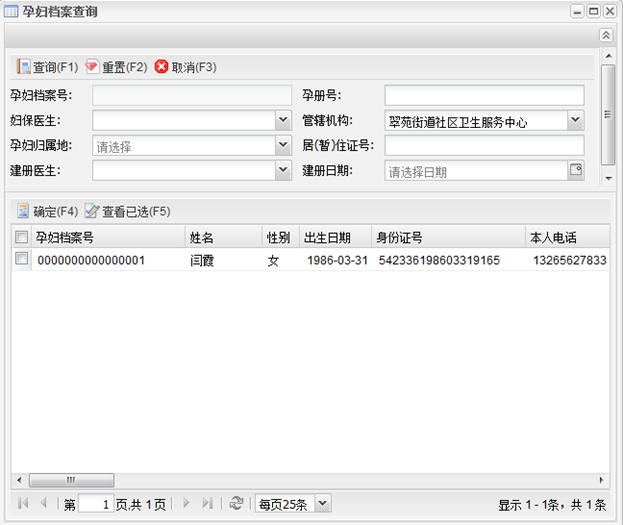 孕妇档案查询
查询(F1) 重置(F2) 取消(F3)
孕妇档案号: 孕册号:
妇保医生: 管辖机构: 翠苑街道社区卫生服务中心
孕妇归属地: 请选择 居(暂)住证号:
建册医生: 建册日期: 请选择日期
确定(F4) 查看已选(F5)
孕妇档案号 姓名 性别 出生日期 身份证号 本人电话
0000000000000001 闫霞 女 1986-03-31 542336198603319165 13265627833
第 1 页,共 1 页 每页25条 显示 1 - 1条，共 1 条